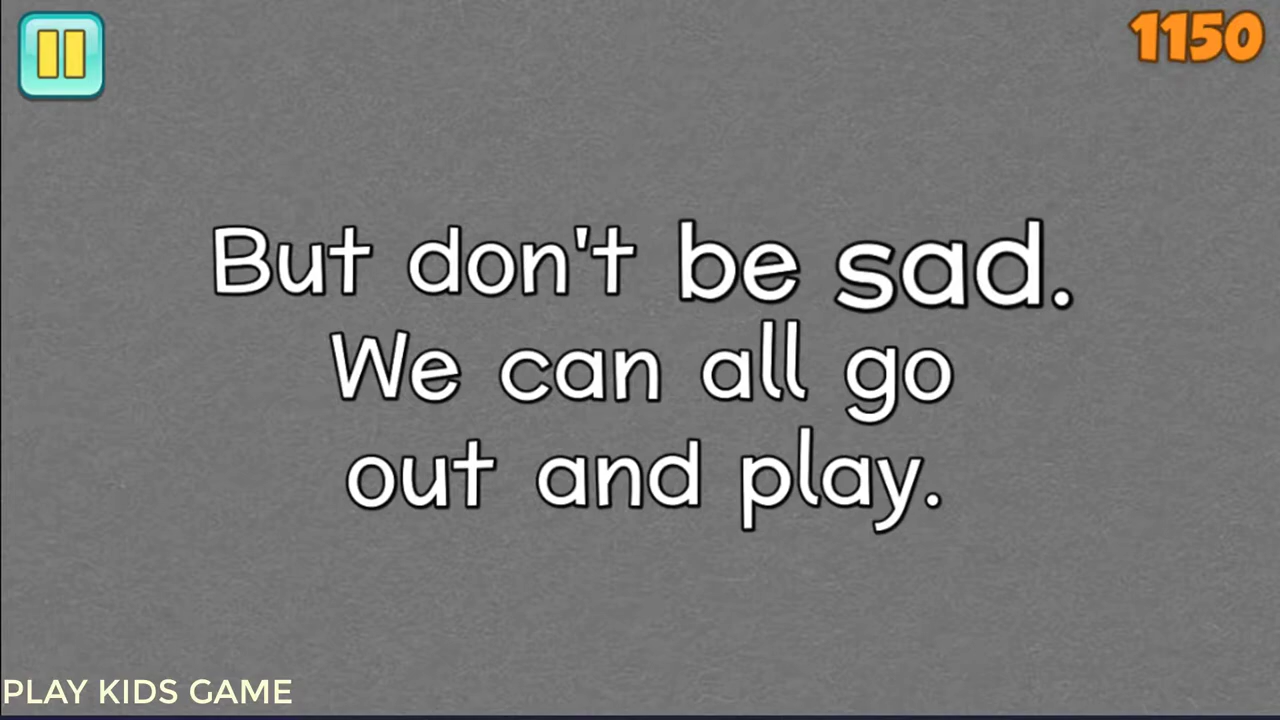 1150
But don't be sad.
We can all go
out and play.
PLAY KIDS GAME